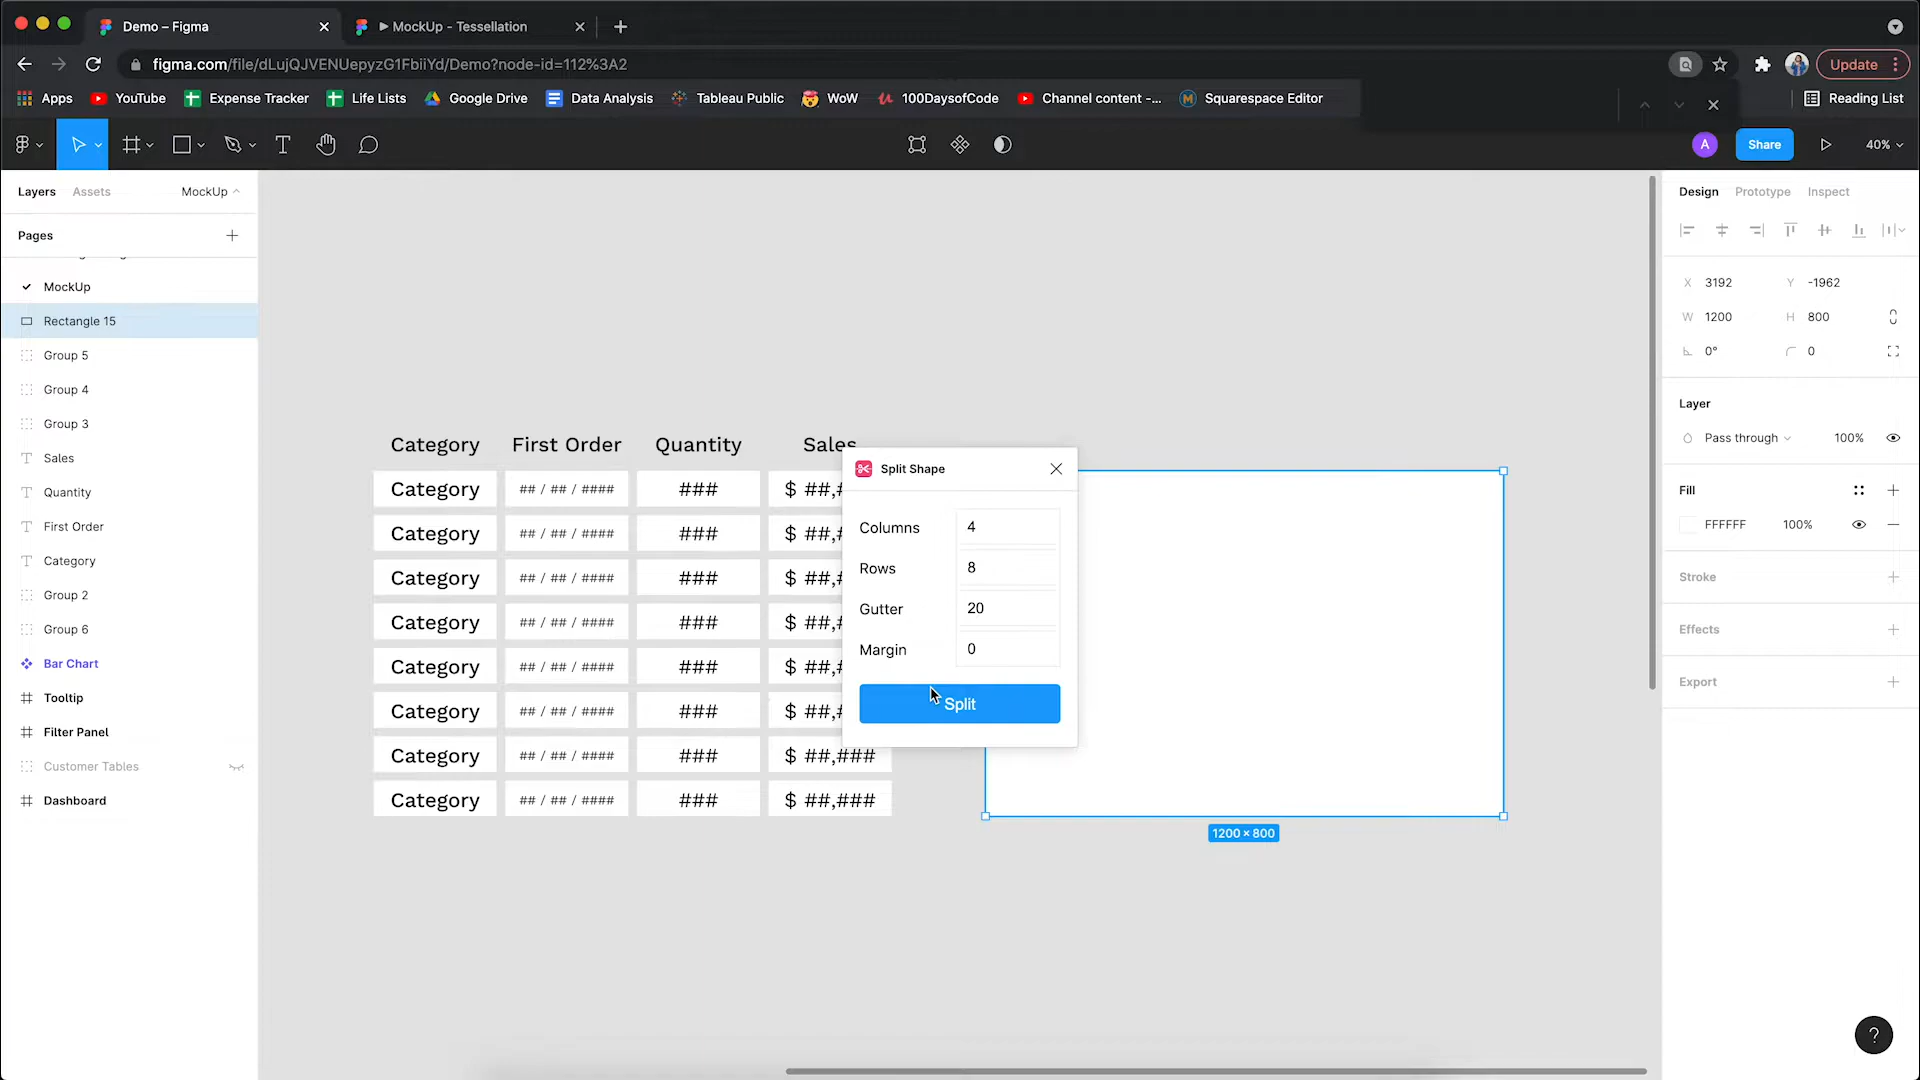 Demo – Figma
MockUp - Tessellation
figma.com/file/dLujQJVENUepyzG1FbiiYd/Demo?node-id=112%3A2
Update
Apps
YouTube
Expense Tracker
Life Lists
Google Drive
Data Analysis
Tableau Public
WoW
100DaysofCode
Channel content -...
Squarespace Editor
Reading List
A
Share
40%
Layers
Assets
MockUp
Pages
MockUp
Rectangle 15
Group 5
Group 4
Group 3
Sales
Quantity
First Order
Category
Group 2
Group 6
Bar Chart
Tooltip
Filter Panel
Customer Tables
Dashboard
Category First Order Quantity Sales
Category ## / ## / #### ### $ ##,#
Category ## / ## / #### ### $ ##,#
Category ## / ## / #### ### $ ##,#
Category ## / ## / #### ### $ ##,#
Category ## / ## / #### ### $ ##,#
Category ## / ## / #### ### $ ##,#
Category ## / ## / #### ### $ ##,###
Category ## / ## / #### ### $ ##,###
Split Shape
Columns 4
Rows 8
Gutter 20
Margin 0
Split
1200 × 800
Design
Prototype
Inspect
X 3192 Y -1962
W 1200 H 800
0° 0
Layer
Pass through 100%
Fill
FFFFFF 100%
Stroke
Effects
Export
?